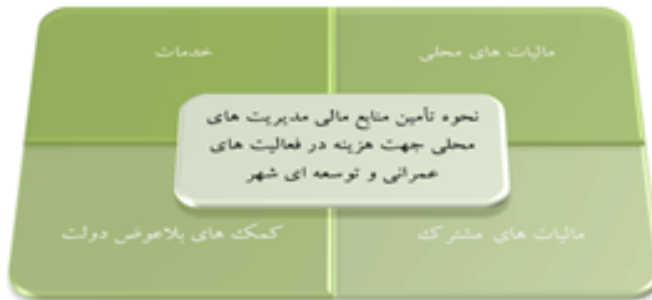 مالیات های محلی
خدمات
نحوه تأمین منابع مالی مدیریت های
محلی جهت هزینه در فعالیت های
عمرانی و توسعه ای شهر
مالیات های مشترک
کمک های بلاعوض دولت